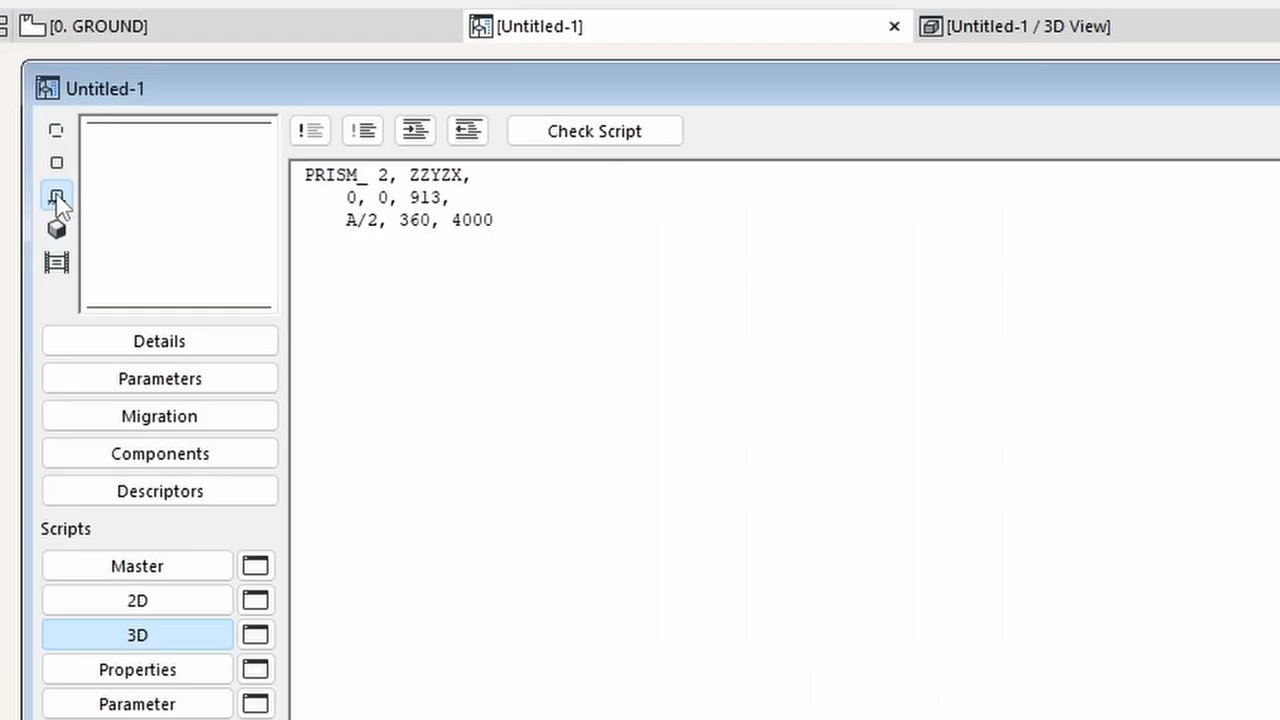 [0. GROUND]
[Untitled-1]
[Untitled-1 / 3D View]
Untitled-1
Check Script
PRISM_ 2, ZZYZX,
0, 0, 913,
A/2, 360, 4000
Details
Parameters
Migration
Components
Descriptors
Scripts
Master
2D
3D
Properties
Parameter